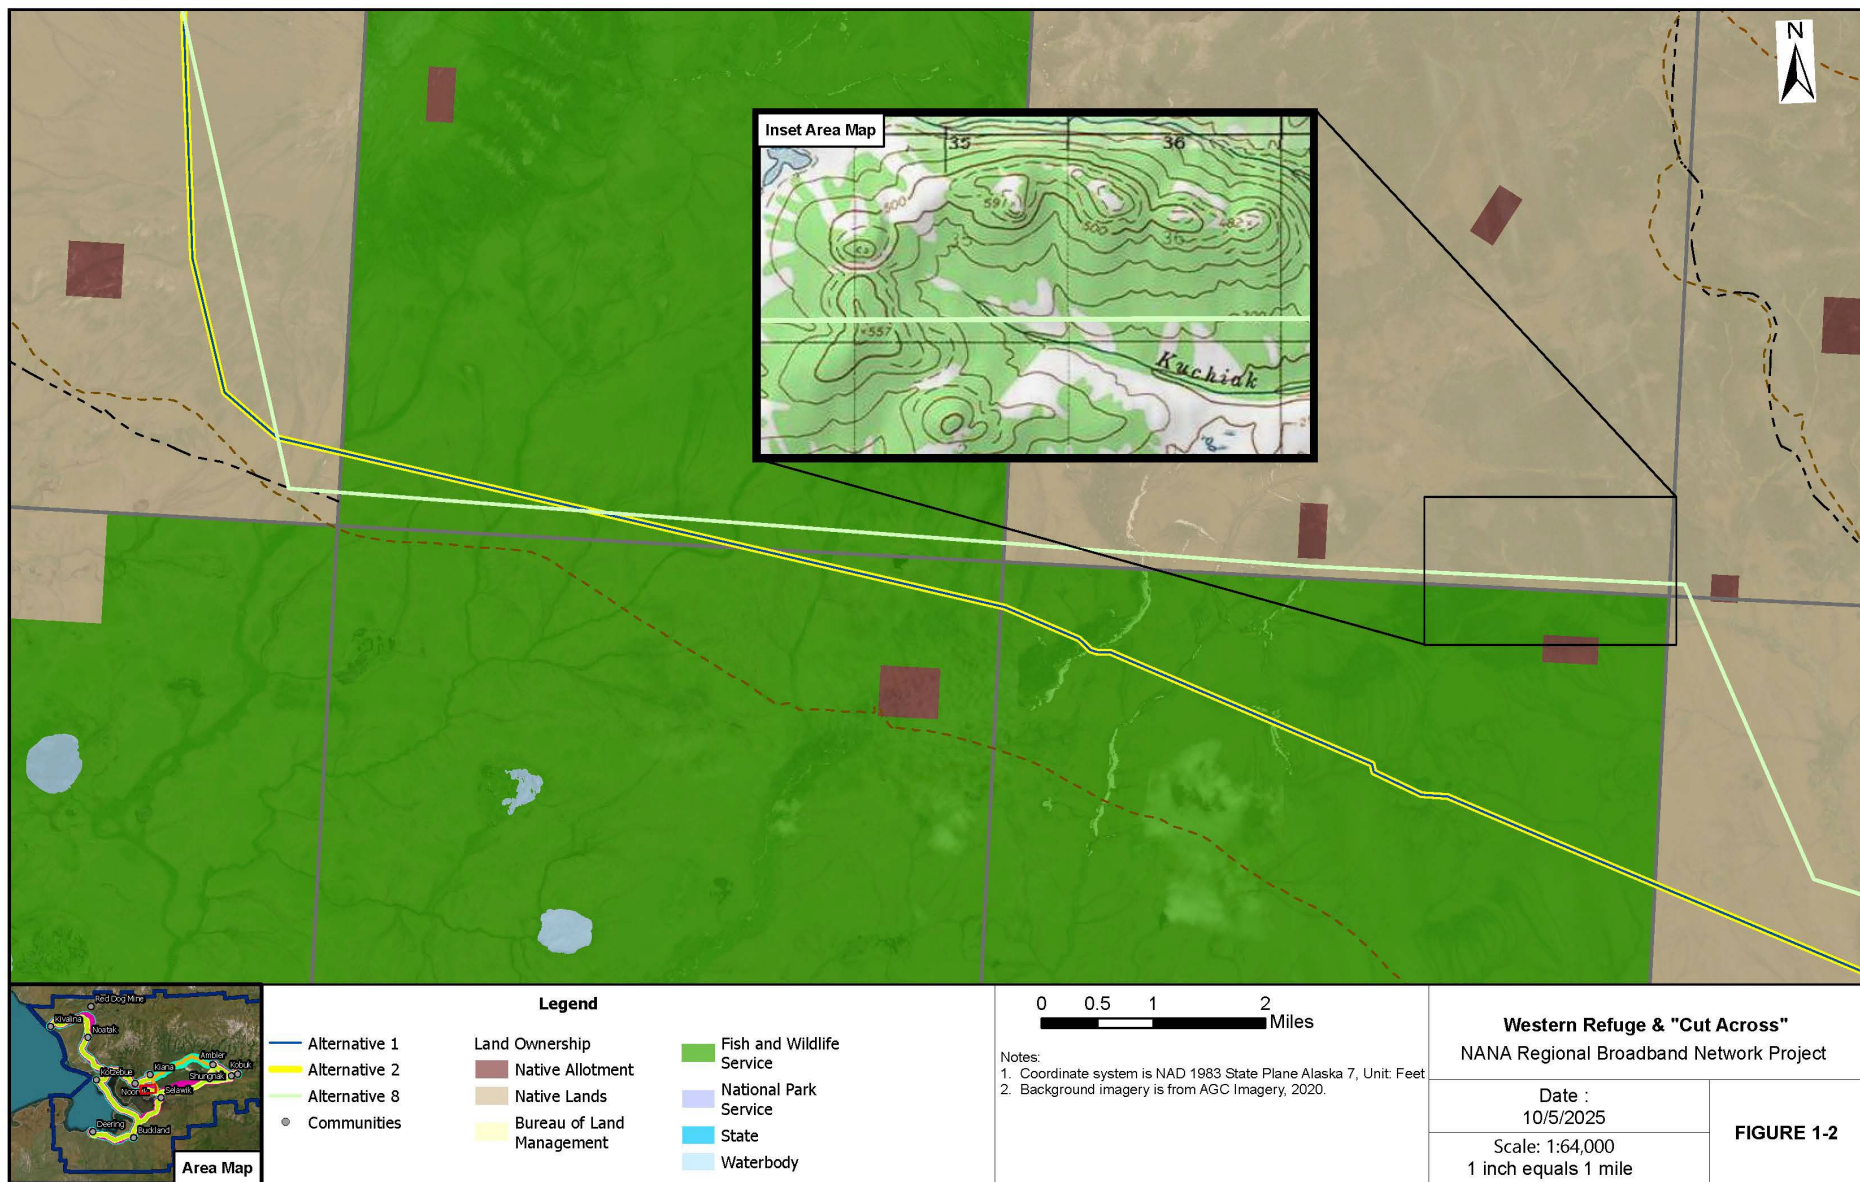 N
Inset Area Map
35
36
500
597
500
482
35
36
557
300
Kuchiak
Red Dog Mine
Kivalina
Noatak
Ambler
Kobuk
Kiana
Shungnak
Kotzebue
Noor
Selawik
Deering
Buckland
Area Map
Legend
Alternative 1
Alternative 2
Alternative 8
Communities
Land Ownership
Native Allotment
Native Lands
Bureau of Land
Management
Fish and Wildlife
Service
National Park
Service
State
Waterbody
0 0.5 1 2
Miles
Notes:
1. Coordinate system is NAD 1983 State Plane Alaska 7, Unit: Feet
2. Background imagery is from AGC Imagery, 2020.
Western Refuge & "Cut Across"
NANA Regional Broadband Network Project
Date :
10/5/2025
Scale: 1:64,000
1 inch equals 1 mile
FIGURE 1-2